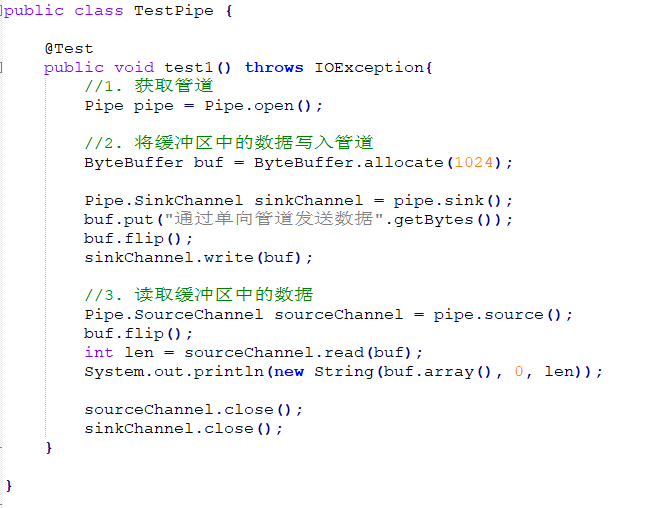 public class TestPipe {
@Test
public void test1() throws IOException{
//1. 获取管道
Pipe pipe = Pipe.open();
//2. 将缓冲区中的数据写入管道
ByteBuffer buf = ByteBuffer.allocate(1024);
Pipe.SinkChannel sinkChannel = pipe.sink();
buf.put("通过单向管道发送数据".getBytes());
buf.flip();
sinkChannel.write(buf);
//3. 读取缓冲区中的数据
Pipe.SourceChannel sourceChannel = pipe.source();
buf.flip();
int len = sourceChannel.read(buf);
System.out.println(new String(buf.array(), 0, len));
sourceChannel.close();
sinkChannel.close();
}
}